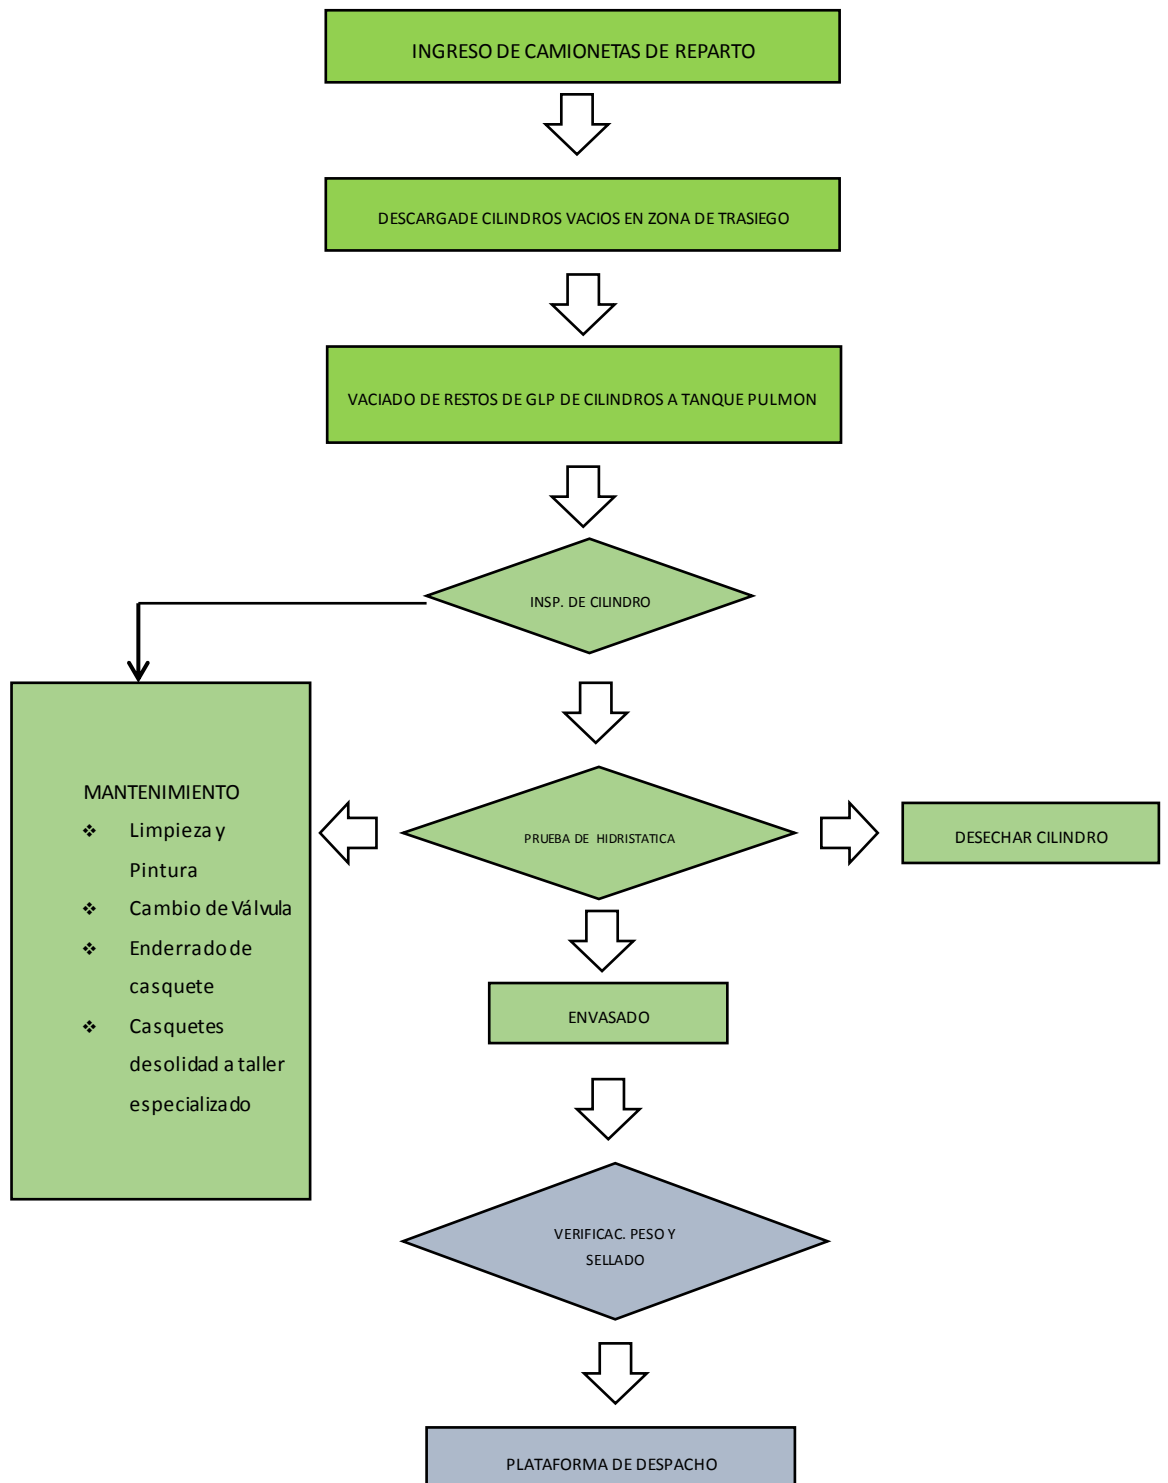 INGRESO DE CAMIONETAS DE REPARTO
DESCARGADE CILINDROS VACIOS EN ZONA DE TRASIEGO
VACIADO DE RESTOS DE GLP DE CILINDROS A TANQUE PULMON
INSP. DE CILINDRO
MANTENIMIENTO
❖ Limpieza y
Pintura
❖ Cambio de Válvula
❖ Enderrado de
casquete
❖ Casquetes
desolidad a taller
especializado
PRUEBA DE HIDRISTATICA
DESECHAR CILINDRO
ENVASADO
VERIFICAC. PESO Y
SELLADO
PLATAFORMA DE DESPACHO